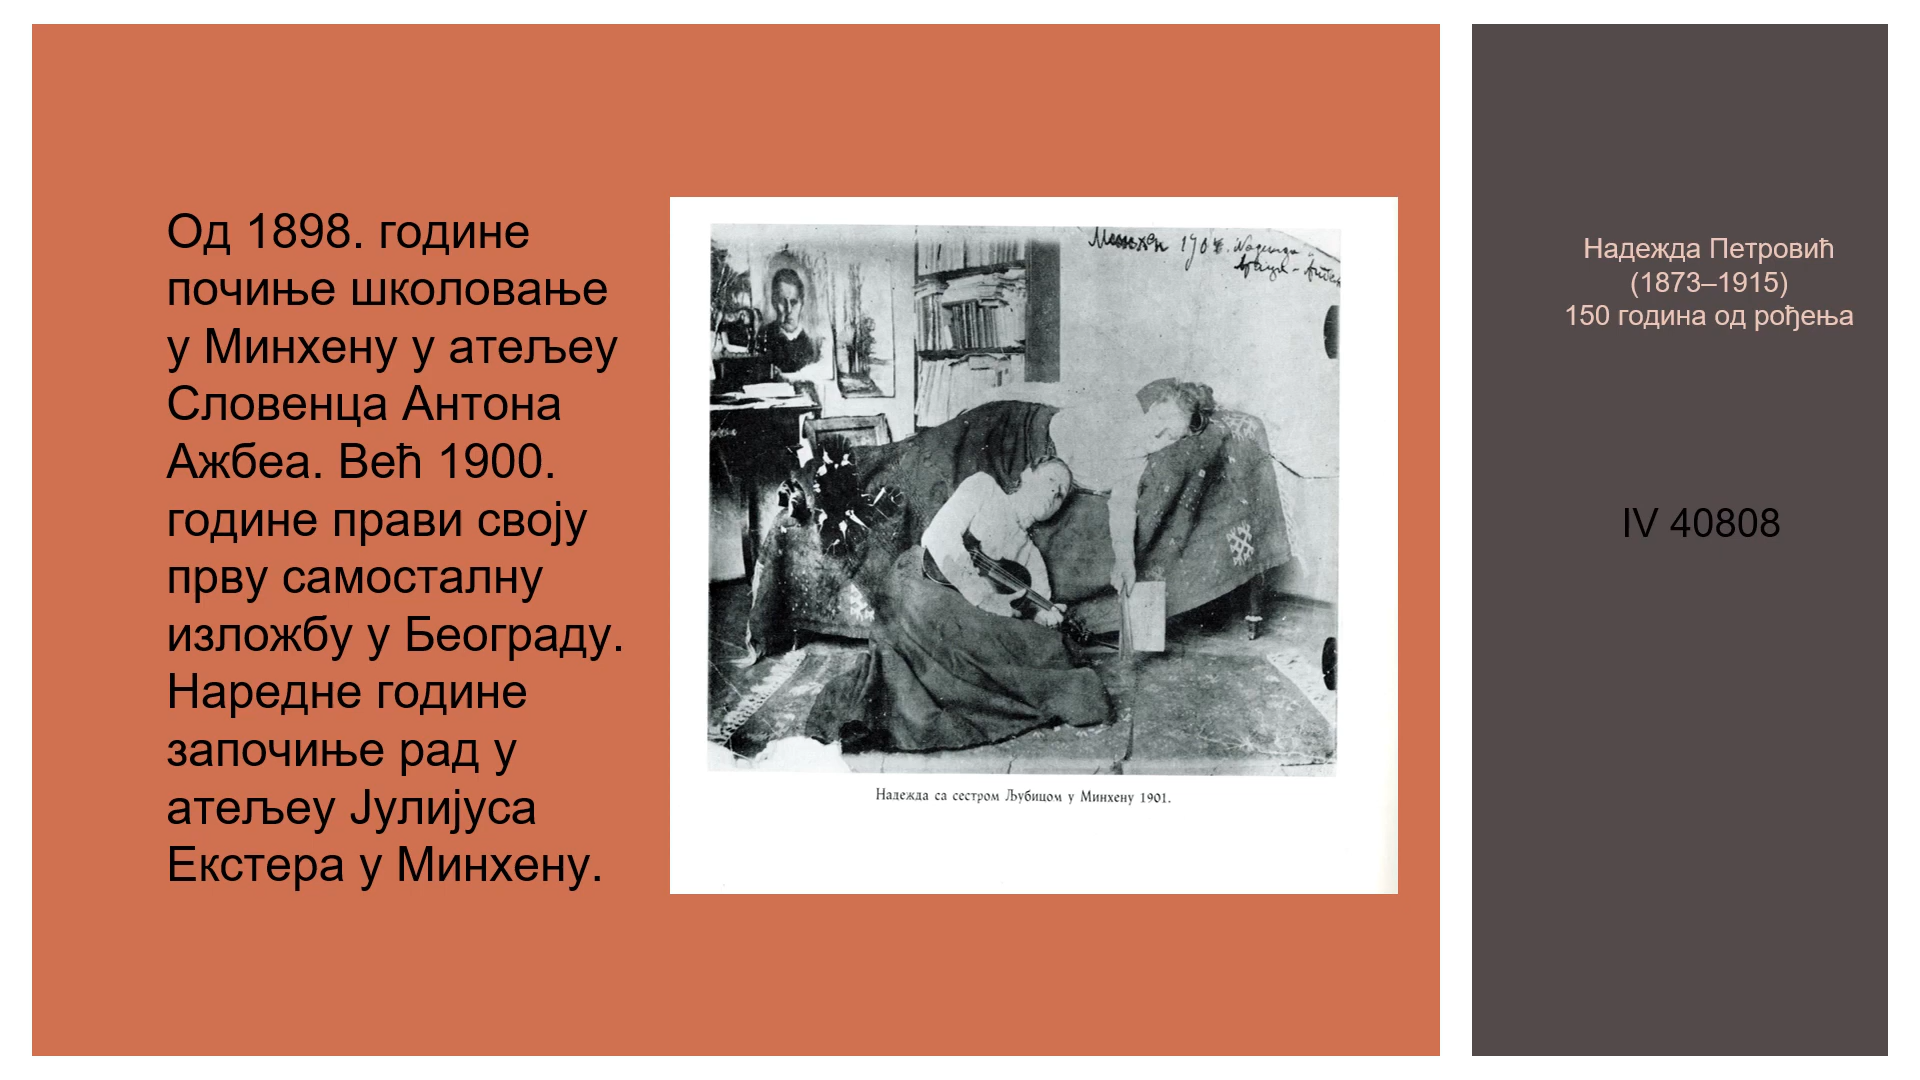 Од 1898. године
почиње школовање
у Минхену у атељеу
Словенца Антона
Ажбеа. Већ 1900.
године прави своју
прву самосталну
изложбу у Београду.
Наредне године
започиње рад у
атељеу Јулијуса
Екстера у Минхену.
Надежда са сестром Љубицом у Минхену 1901.
Надежда Петровић
(1873–1915)
150 година од рођења
IV 40808